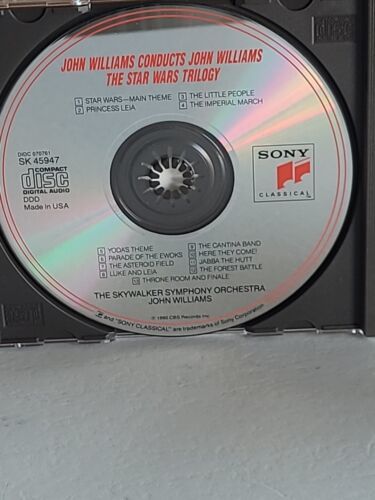 JOHN WILLIAMS CONDUCTS JOHN WILLIAMS
THE STAR WARS TRILOGY
1 STAR WARS—MAIN THEME
2 PRINCESS LEIA
3 THE LITTLE PEOPLE
4 THE IMPERIAL MARCH
DIDC 070761
SK 45947
COMPACT
disc
DIGITAL AUDIO
DDD
Made in USA
SONY
CLASSICAL
5 YODA'S THEME
6 PARADE OF THE EWOKS
7 THE ASTEROID FIELD
8 LUKE AND LEIA
9 THE CANTINA BAND
10 HERE THEY COME!
11 JABBA THE HUTT
12 THE FOREST BATTLE
13 THRONE ROOM AND FINALE
THE SKYWALKER SYMPHONY ORCHESTRA
JOHN WILLIAMS
℗ 1990 CBS Records Inc.
and "SONY CLASSICAL" are trademarks of Sony Corporation